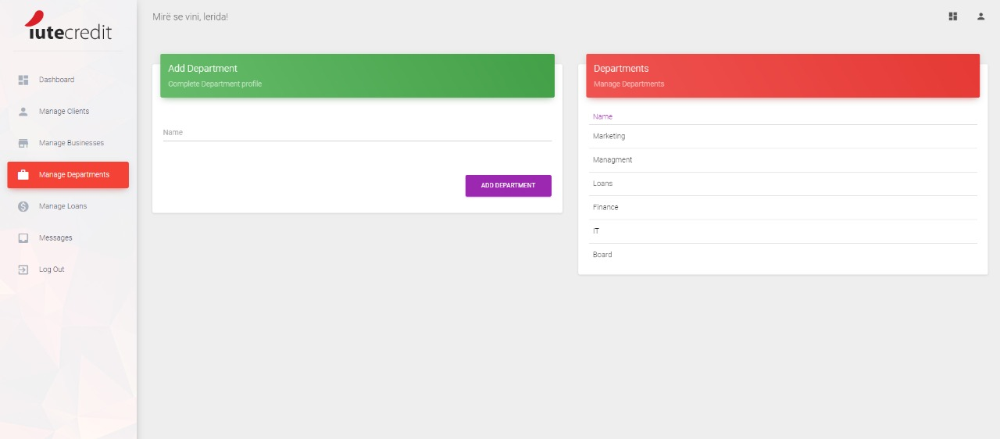 iutecredit
Dashboard
Manage Clients
Manage Businesses
Manage Departments
Manage Loans
Messages
Log Out
Mirë se vini, lerida!
Add Department
Complete Department profile
Name
ADD DEPARTMENT
Departments
Manage Departments
Name
Marketing
Managment
Loans
Finance
IT
Board